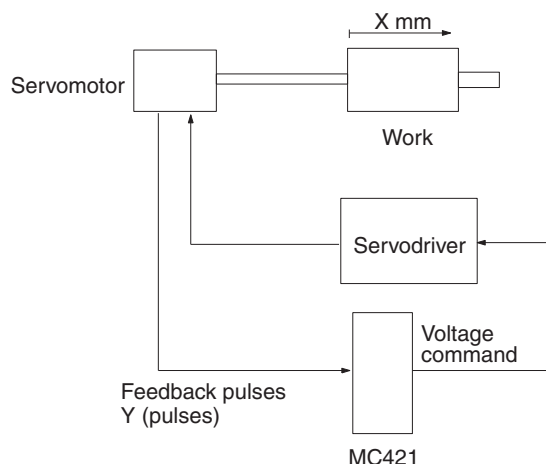 X mm
Servomotor
Work
Servodriver
Voltage
command
Feedback pulses
Y (pulses)
MC421